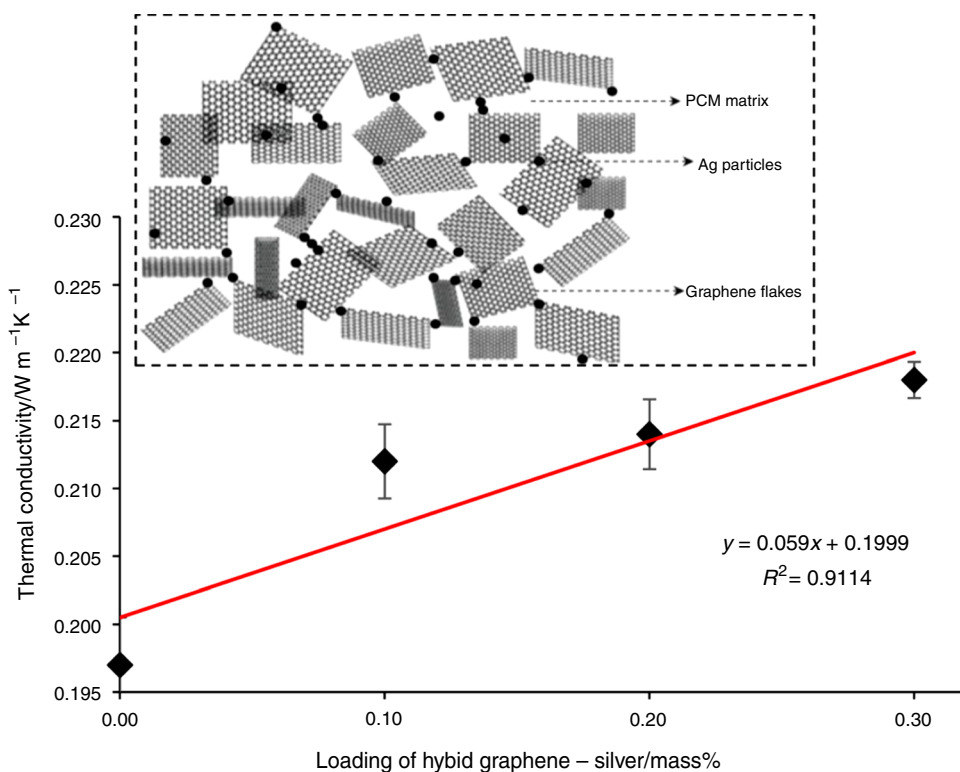 PCM matrix
Ag particles
Graphene flakes
0.230
0.225
0.220
0.215
0.210
0.205
0.200
0.195
Thermal conductivity/W m⁻¹K⁻¹
y = 0.059x + 0.1999
R² = 0.9114
0.00 0.10 0.20 0.30
Loading of hybid graphene – silver/mass%